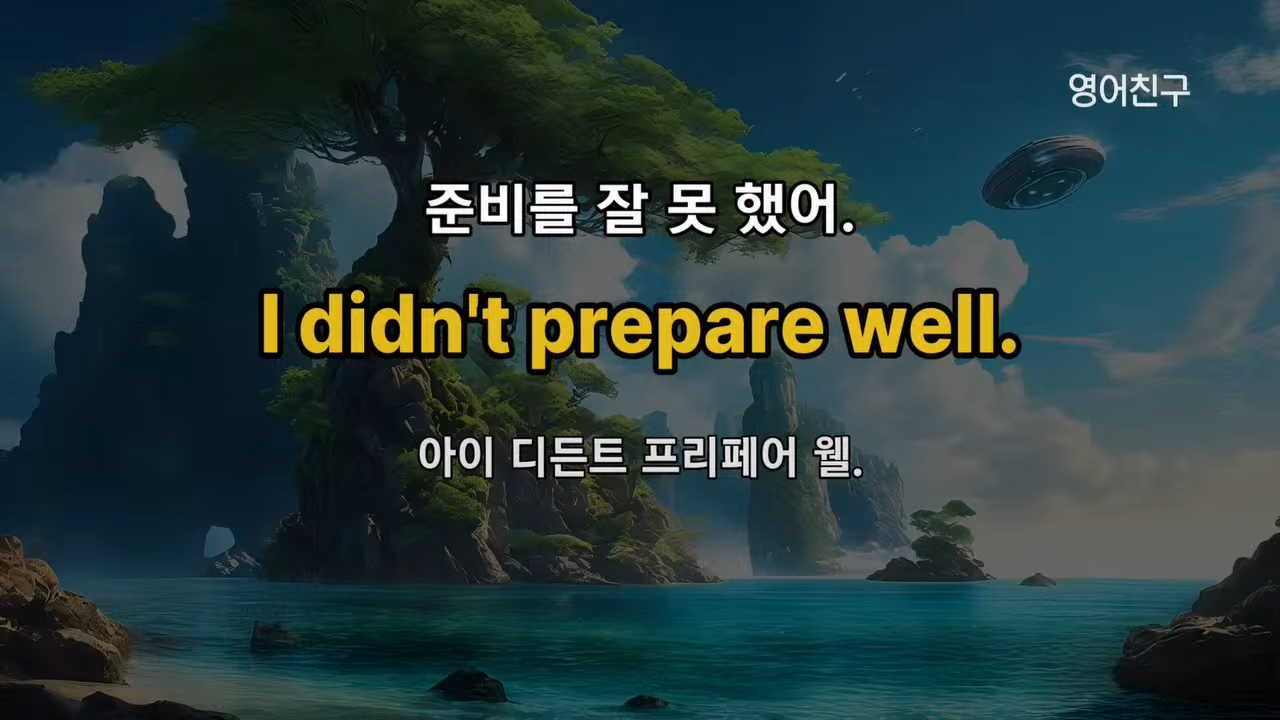 영어친구
준비를 잘 못 했어.
I didn't prepare well.
아이 디든트 프리페어 웰.